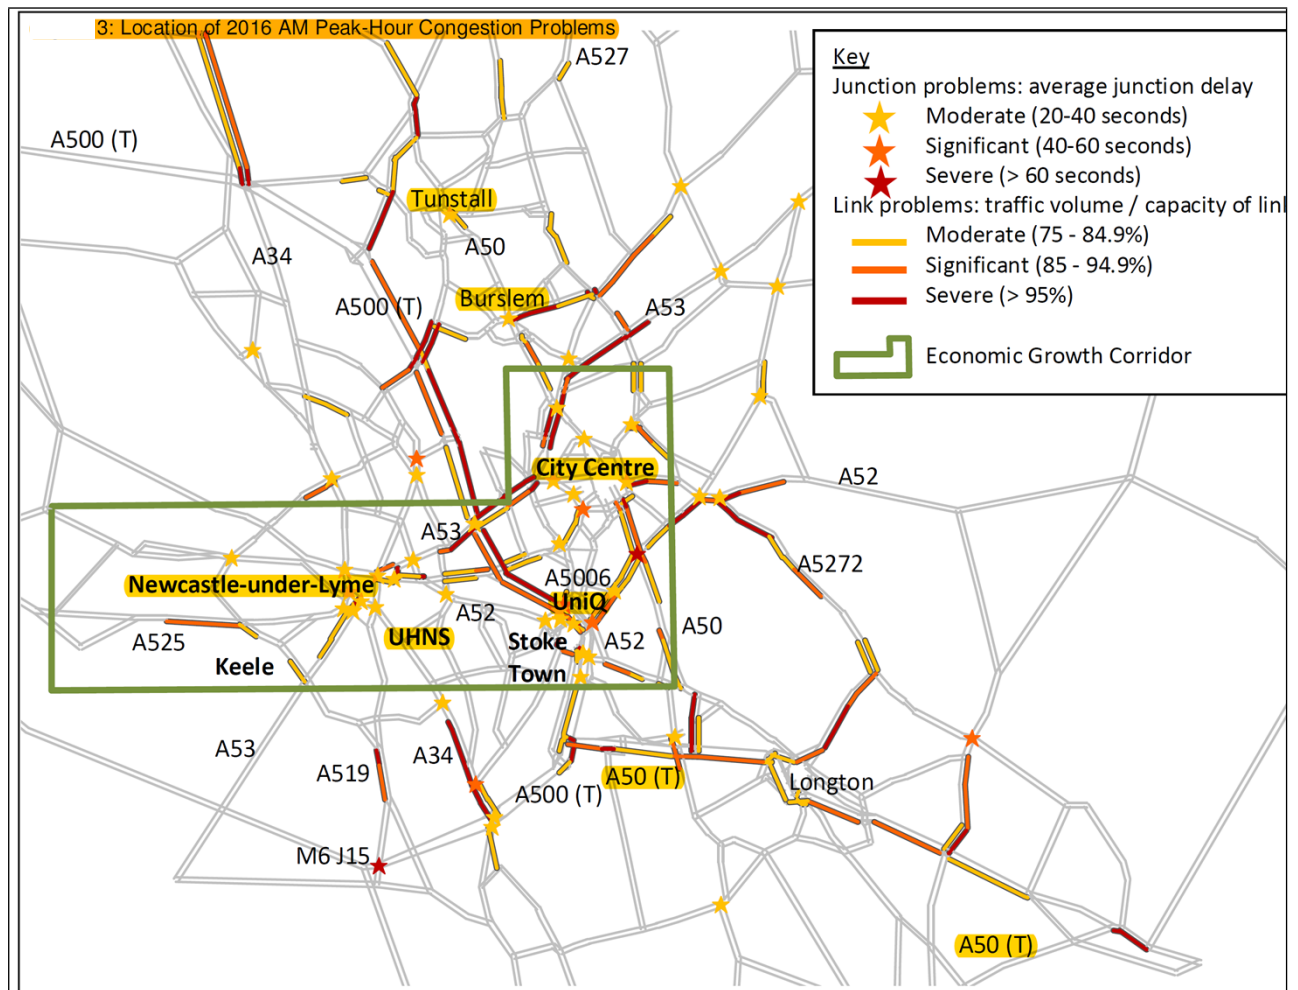 3: Location of 2016 AM Peak-Hour Congestion Problems
Key
Junction problems: average junction delay
Moderate (20-40 seconds)
Significant (40-60 seconds)
Severe (> 60 seconds)
Link problems: traffic volume / capacity of link
Moderate (75 - 84.9%)
Significant (85 - 94.9%)
Severe (> 95%)
Economic Growth Corridor
A527
A500 (T)
Tunstall
A50
A34
Burslem
A500 (T)
A53
City Centre
A52
A53
A5272
A5006
Newcastle-under-Lyme
UniQ
A52
A525
UHNS
Stoke
Town
A52
A50
Keele
A53
A519
A34
A500 (T)
A50 (T)
Longton
M6 J15
A50 (T)